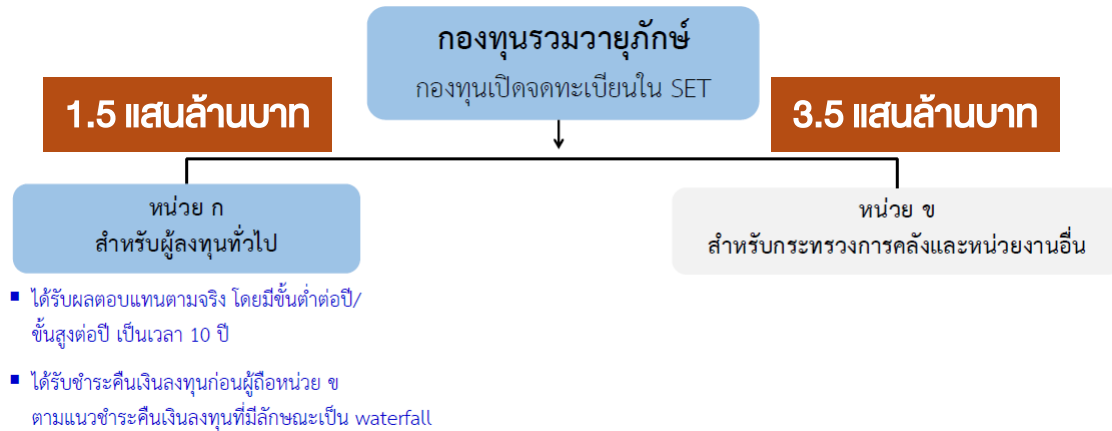 กองทุนรวมวายุภักษ์
กองทุนเปิดจดทะเบียนใน SET
1.5 แสนล้านบาท
3.5 แสนล้านบาท
หน่วย ก
สำหรับผู้ลงทุนทั่วไป
หน่วย ข
สำหรับกระทรวงการคลังและหน่วยงานอื่น
▪ ได้รับผลตอบแทนตามจริง โดยมีขั้นต่ำต่อปี/
ขั้นสูงต่อปี เป็นเวลา 10 ปี
▪ ได้รับชำระคืนเงินลงทุนก่อนผู้ถือหน่วย ข
ตามแนวชำระคืนเงินลงทุนที่มีลักษณะเป็น waterfall